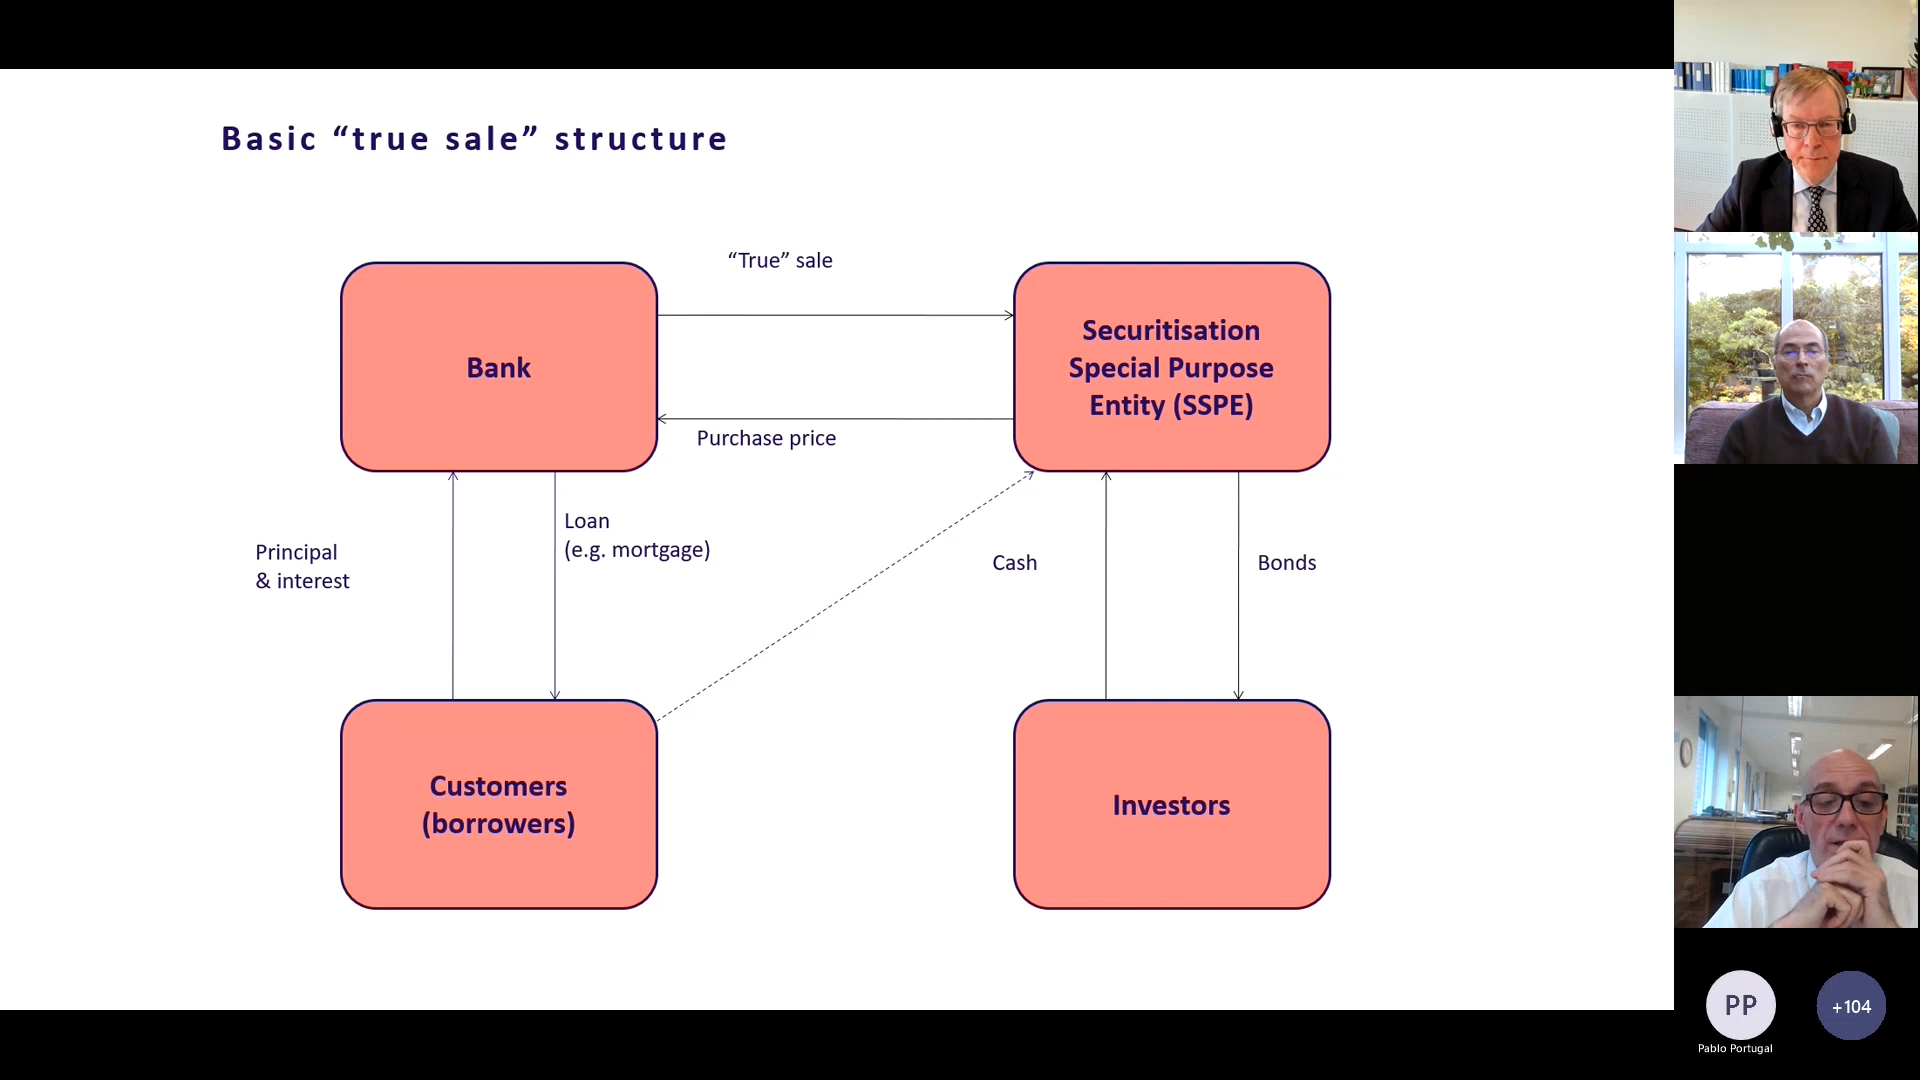 Basic “true sale” structure
“True” sale
Bank
Securitisation
Special Purpose
Entity (SSPE)
Purchase price
Principal
& interest
Loan
(e.g. mortgage)
Cash
Bonds
Customers
(borrowers)
Investors
PP
+104
Pablo Portugal